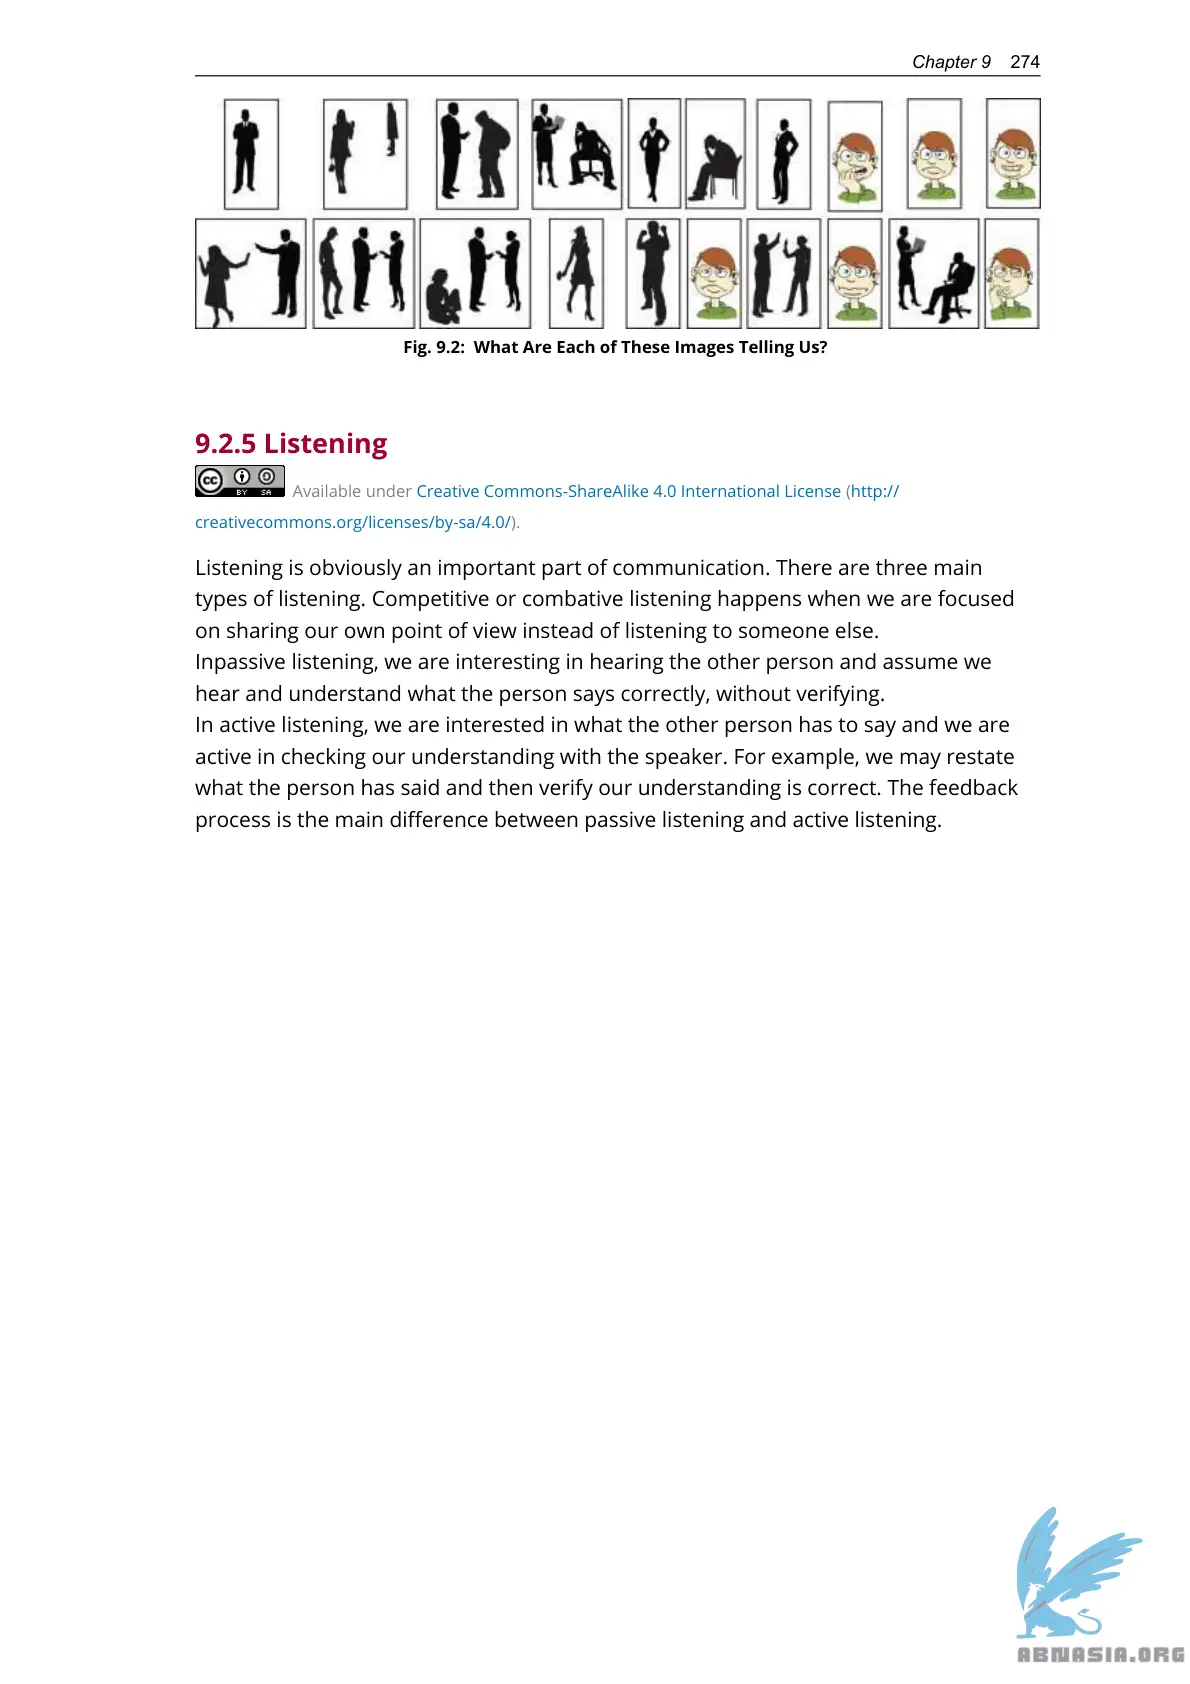 Chapter 9 274
Fig. 9.2: What Are Each of These Images Telling Us?
9.2.5 Listening
cc BY SA Available under Creative Commons-ShareAlike 4.0 International License (http://
creativecommons.org/licenses/by-sa/4.0/).
Listening is obviously an important part of communication. There are three main
types of listening. Competitive or combative listening happens when we are focused
on sharing our own point of view instead of listening to someone else.
Inpassive listening, we are interesting in hearing the other person and assume we
hear and understand what the person says correctly, without verifying.
In active listening, we are interested in what the other person has to say and we are
active in checking our understanding with the speaker. For example, we may restate
what the person has said and then verify our understanding is correct. The feedback
process is the main difference between passive listening and active listening.
ABNASIA.ORG